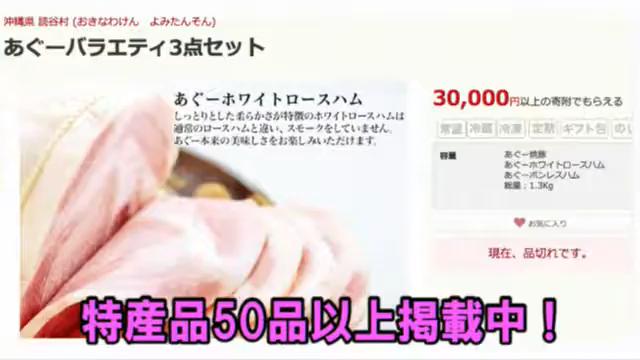 沖縄県 読谷村 (おきなわけん　よみたんそん)
あぐーバラエティ3点セット
あぐーホワイトロースハム
しっとりとした柔らかさが特徴のホワイトロースハムは
通常のロースハムと違い、スモークをしていません。
あぐー本来の美味しさをお楽しみいただけます。
30,000円以上の寄附でもらえる
常温 冷蔵 冷凍 定期 ギフト包 のし
容量
あぐー焼豚
あぐーホワイトロースハム
あぐーボンレスハム
総量：1.3Kg
お気に入り
現在、品切れです。
特産品50品以上掲載中！